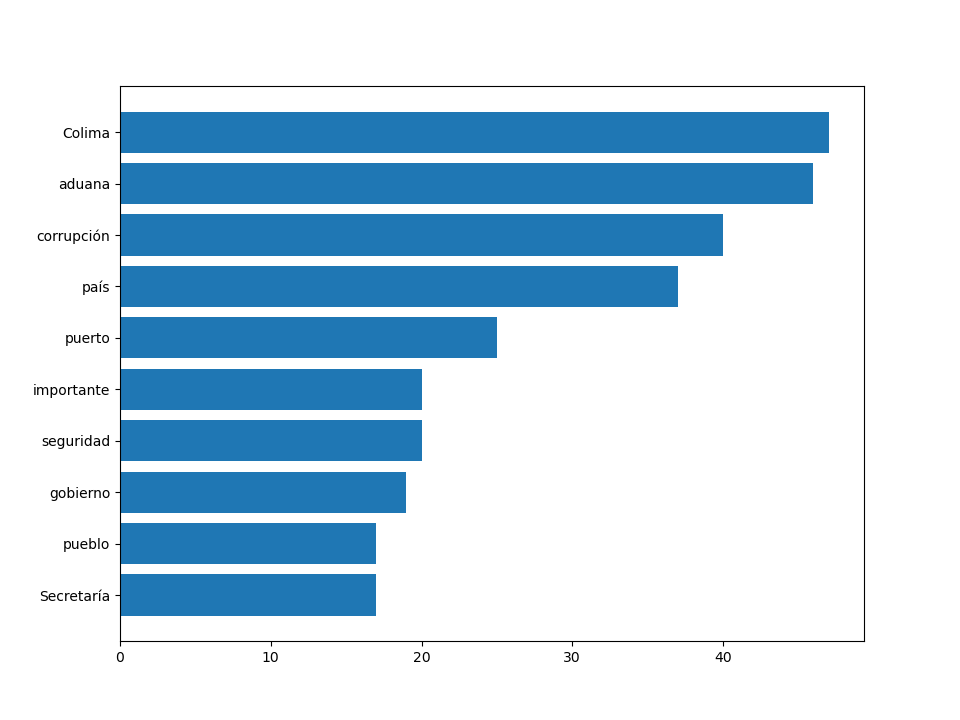 Colima
aduana
corrupción
país
puerto
importante
seguridad
gobierno
pueblo
Secretaría
0 10 20 30 40